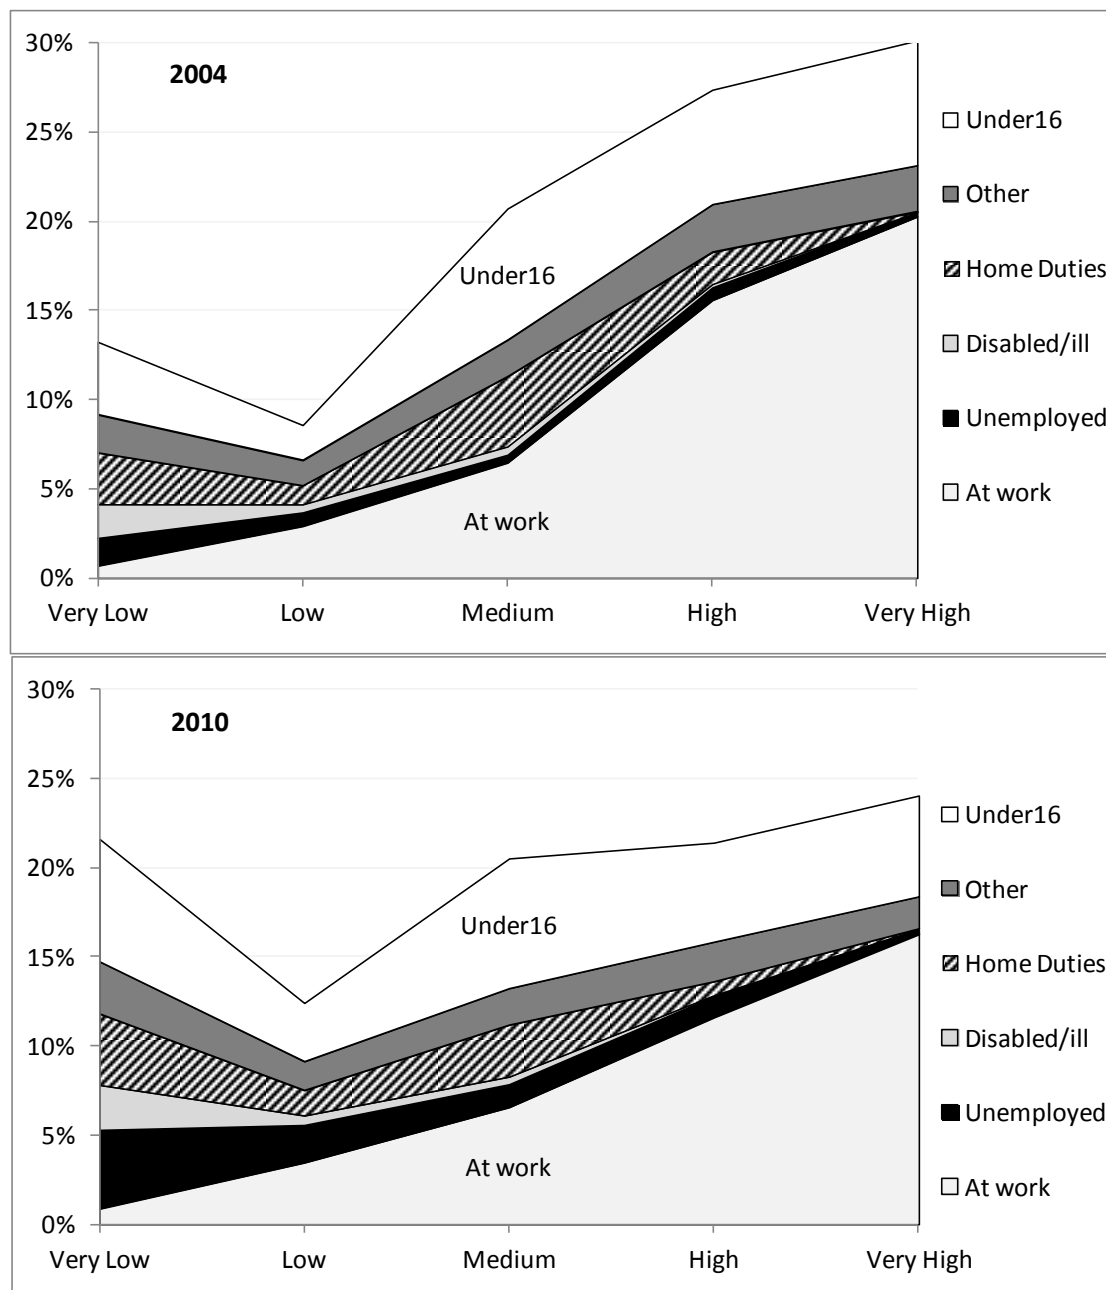 30%
2004
25%
20%
15%
10%
5%
0%
Under16
At work
Very Low
Low
Medium
High
Very High
Under16
Other
Home Duties
Disabled/ill
Unemployed
At work
30%
2010
25%
20%
15%
10%
5%
0%
Under16
At work
Very Low
Low
Medium
High
Very High
Under16
Other
Home Duties
Disabled/ill
Unemployed
At work